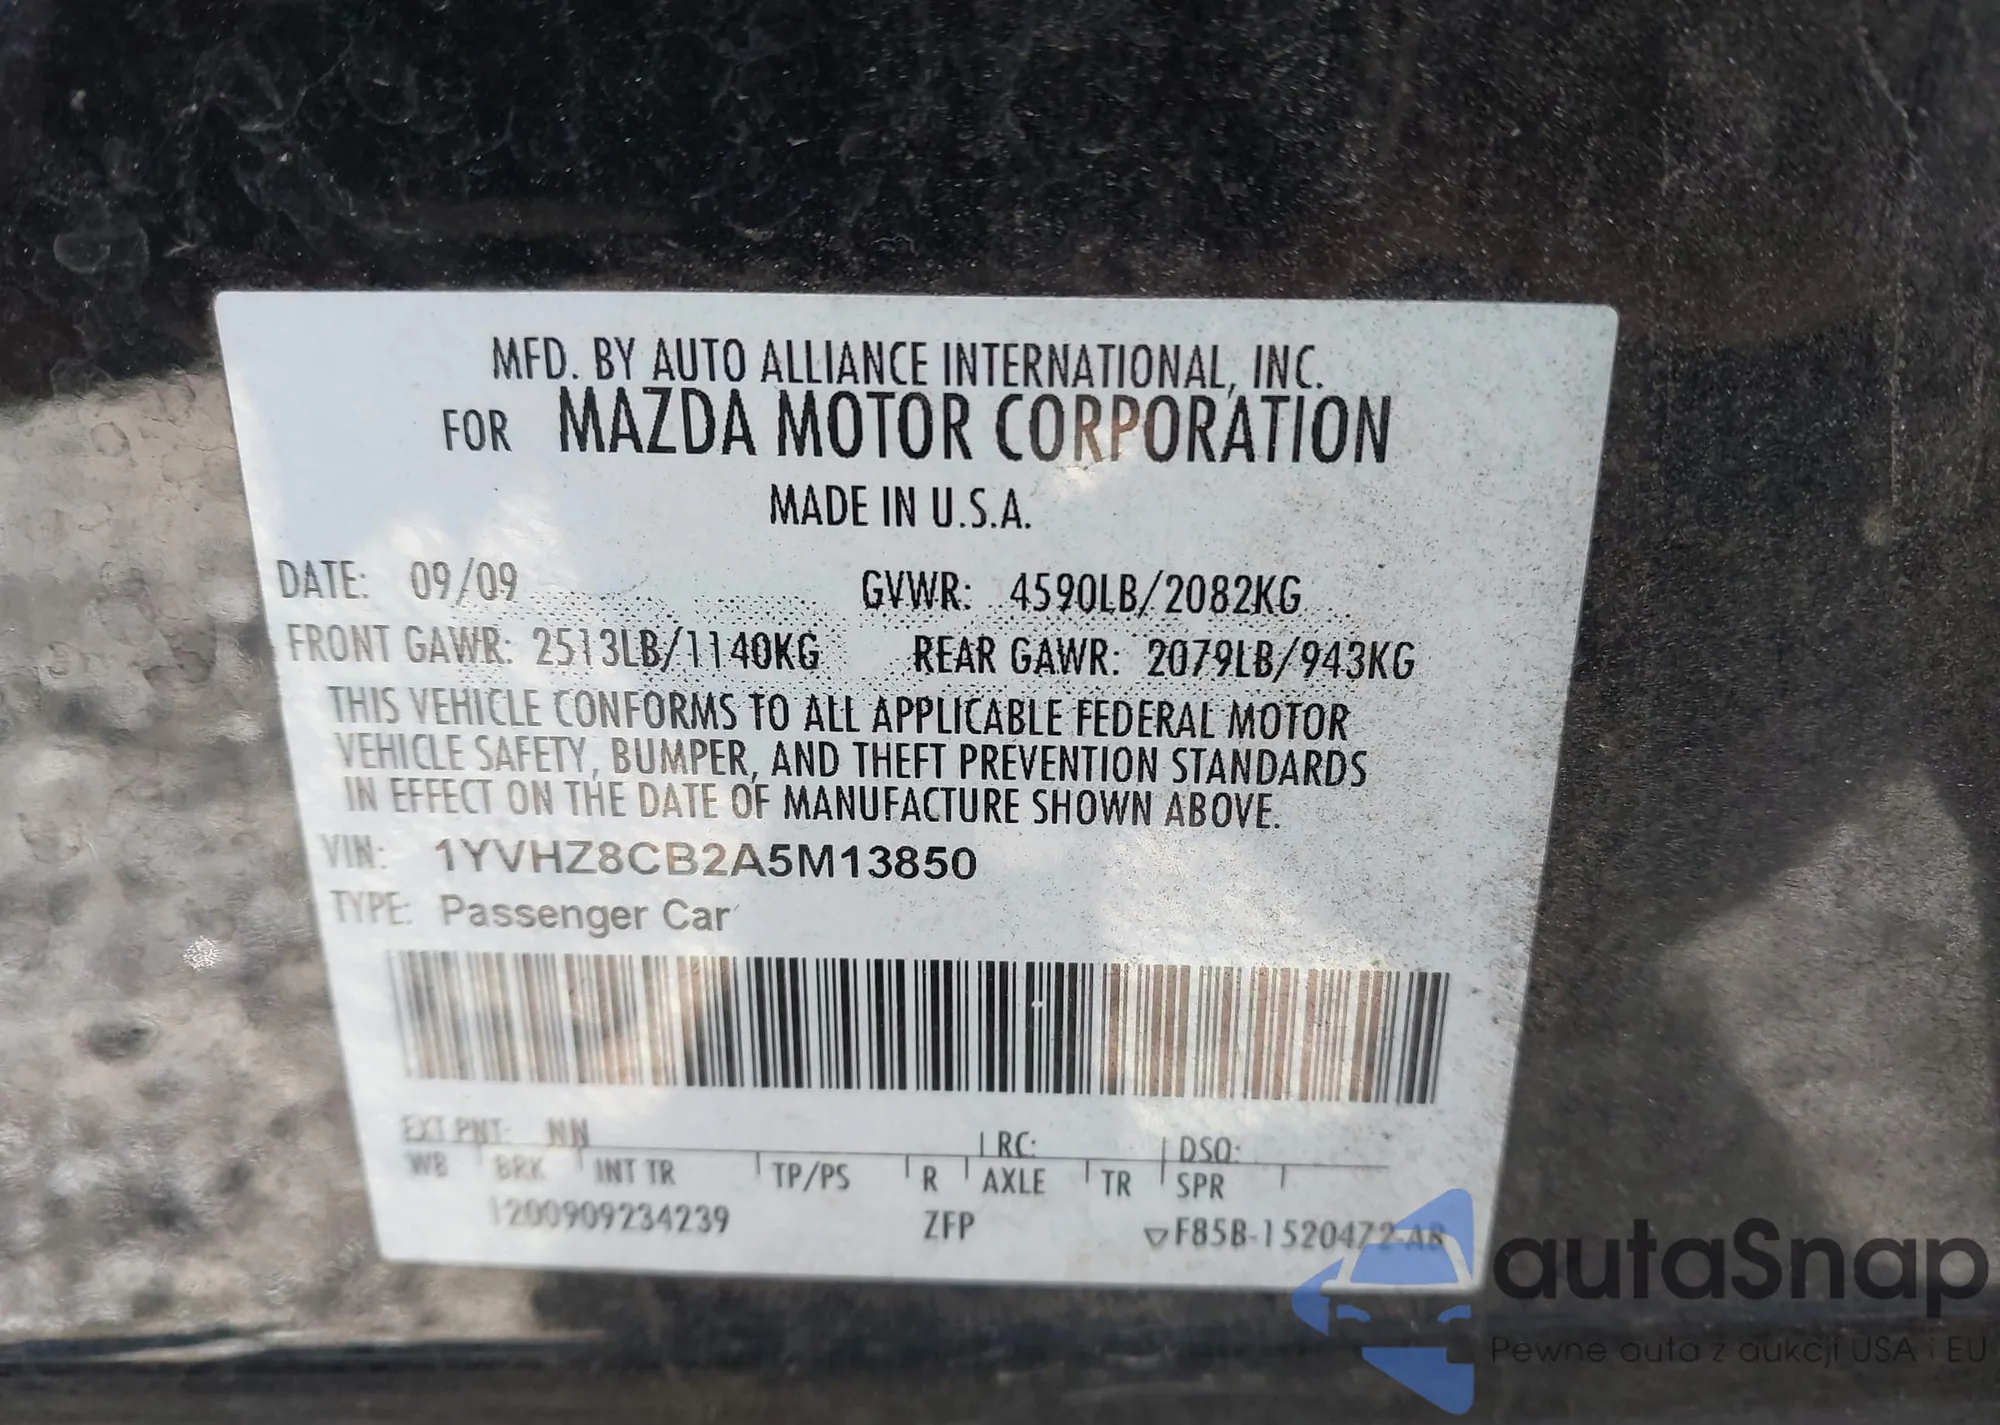 MFD. BY AUTO ALLIANCE INTERNATIONAL, INC.
FOR MAZDA MOTOR CORPORATION
MADE IN U.S.A.
DATE: 09/09 GVWR: 4590LB/2082KG
FRONT GAWR: 2513LB/1140KG REAR GAWR: 2079LB/943KG
THIS VEHICLE CONFORMS TO ALL APPLICABLE FEDERAL MOTOR
VEHICLE SAFETY, BUMPER, AND THEFT PREVENTION STANDARDS
IN EFFECT ON THE DATE OF MANUFACTURE SHOWN ABOVE.
VIN: 1YVHZ8CB2A5M13850
TYPE: Passenger Car
EXT PNT: NN RC: DSO:
WB BRK INT TR TP/PS R AXLE TR SPR
1200909234239 ZFP ▽F85B-1520472-AB
autaSnap
Pewne auta z aukcji USA i EU